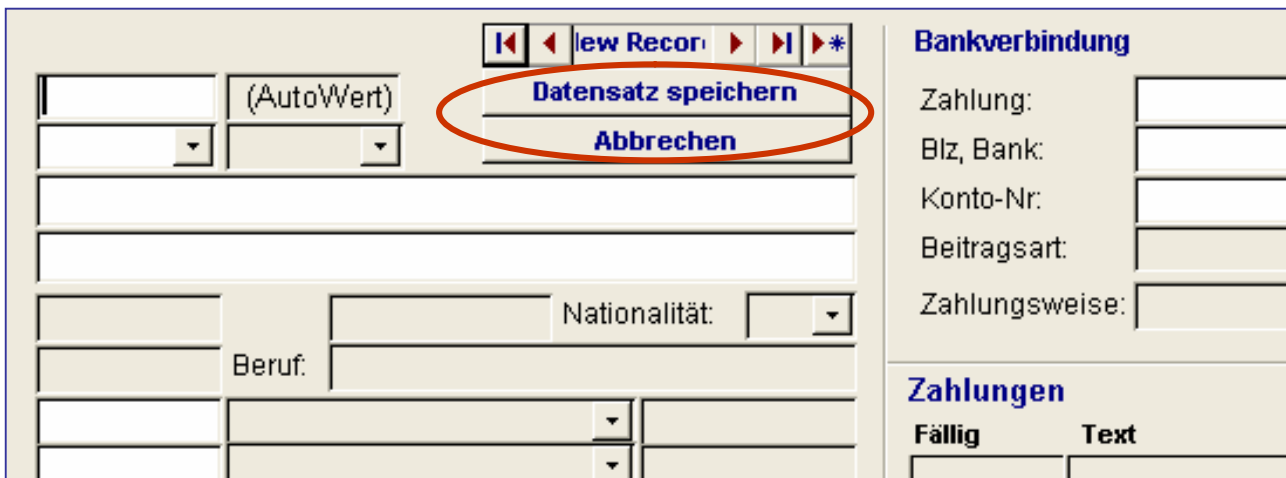 lew Recor
(AutoWert)
Datensatz speichern
Abbrechen
Nationalität:
Beruf:
Bankverbindung
Zahlung:
Blz, Bank:
Konto-Nr:
Beitragsart:
Zahlungsweise:
Zahlungen
Fällig Text